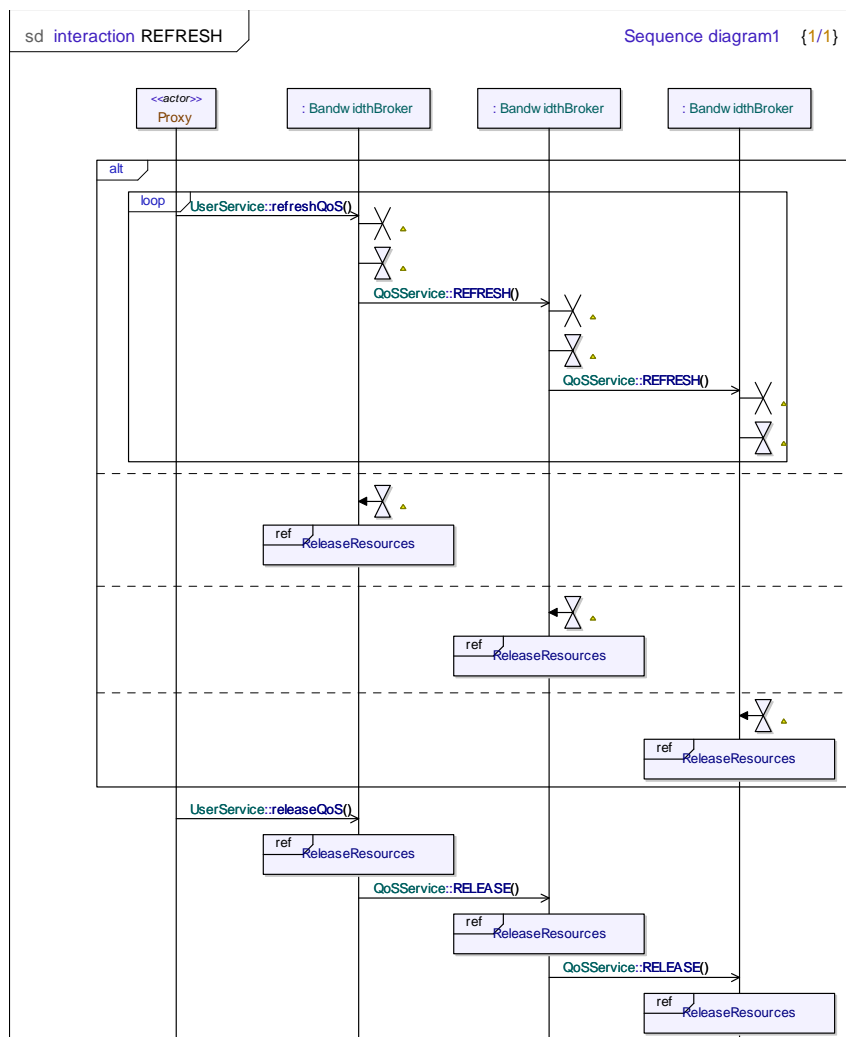 sd interaction REFRESH
Sequence diagram1 {1/1}
<<actor>>
Proxy
: BandwidthBroker
: BandwidthBroker
: BandwidthBroker
alt
loop
UserService::refreshQoS()
QoSService::REFRESH()
QoSService::REFRESH()
ref
ReleaseResources
ref
ReleaseResources
ref
ReleaseResources
UserService::releaseQoS()
ref
ReleaseResources
QoSService::RELEASE()
ref
ReleaseResources
QoSService::RELEASE()
ref
ReleaseResources